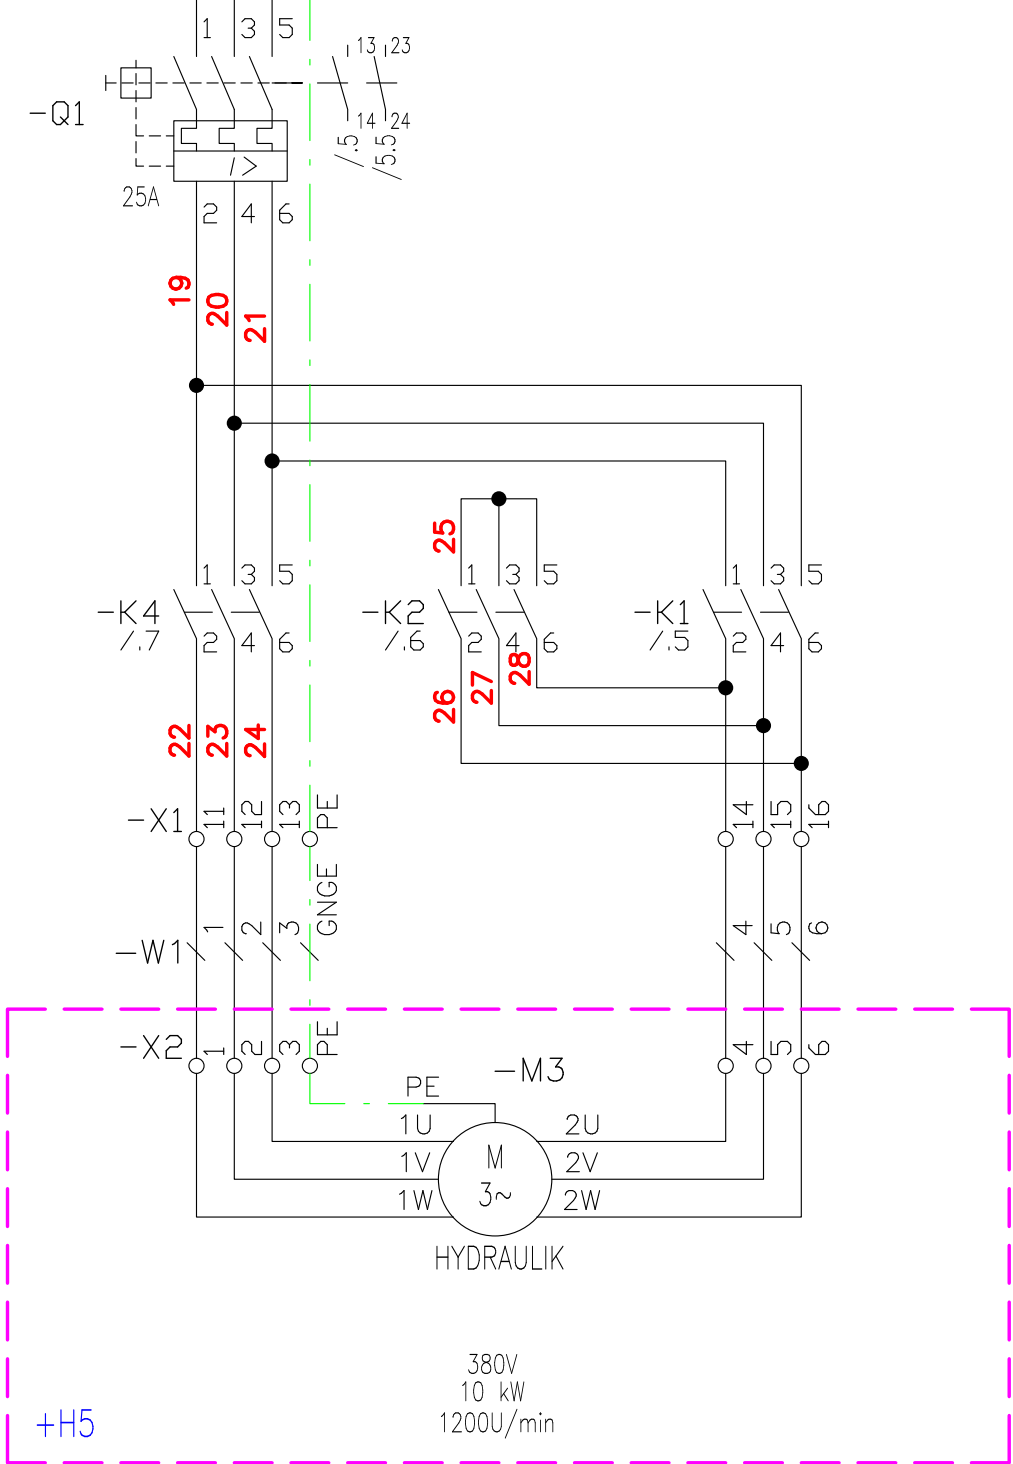 1 3 5
13 23
-Q1
14 24
/.5 /5.5
I>
25A
2 4 6
19 20 21
25
1 3 5 1 3 5 1 3 5
-K4 -K2 -K1
/.7 /.6 /.5
2 4 6 2 4 6 2 4 6
26 27 28
22 23 24
-X1 11 12 13 PE 14 15 16
GNGE
-W1 1 2 3 4 5 6
-X2 1 2 3 PE 4 5 6
-M3
PE
1U 2U
1V M 2V
1W 3~ 2W
HYDRAULIK
380V
10 kW
1200U/min
+H5